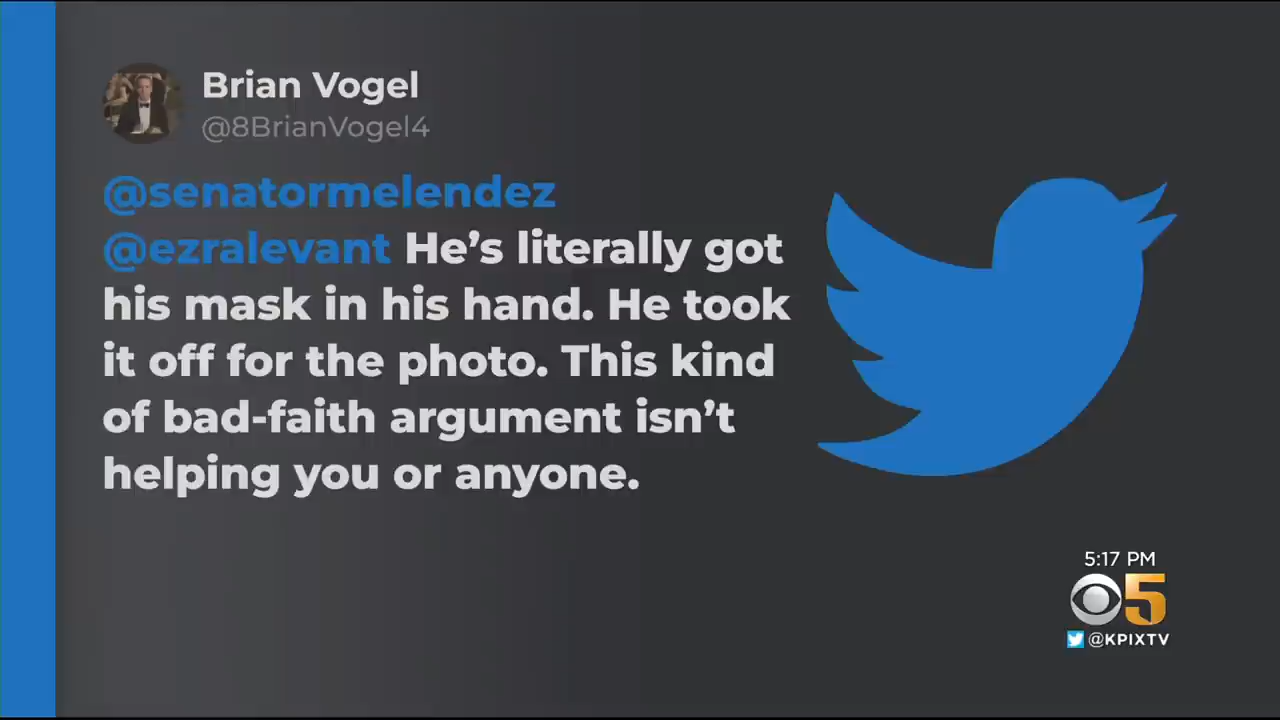 Brian Vogel
@8BrianVogel4
@senatormelendez
@ezralevant He's literally got
his mask in his hand. He took
it off for the photo. This kind
of bad-faith argument isn't
helping you or anyone.
5:17 PM
5
@KPIXTV